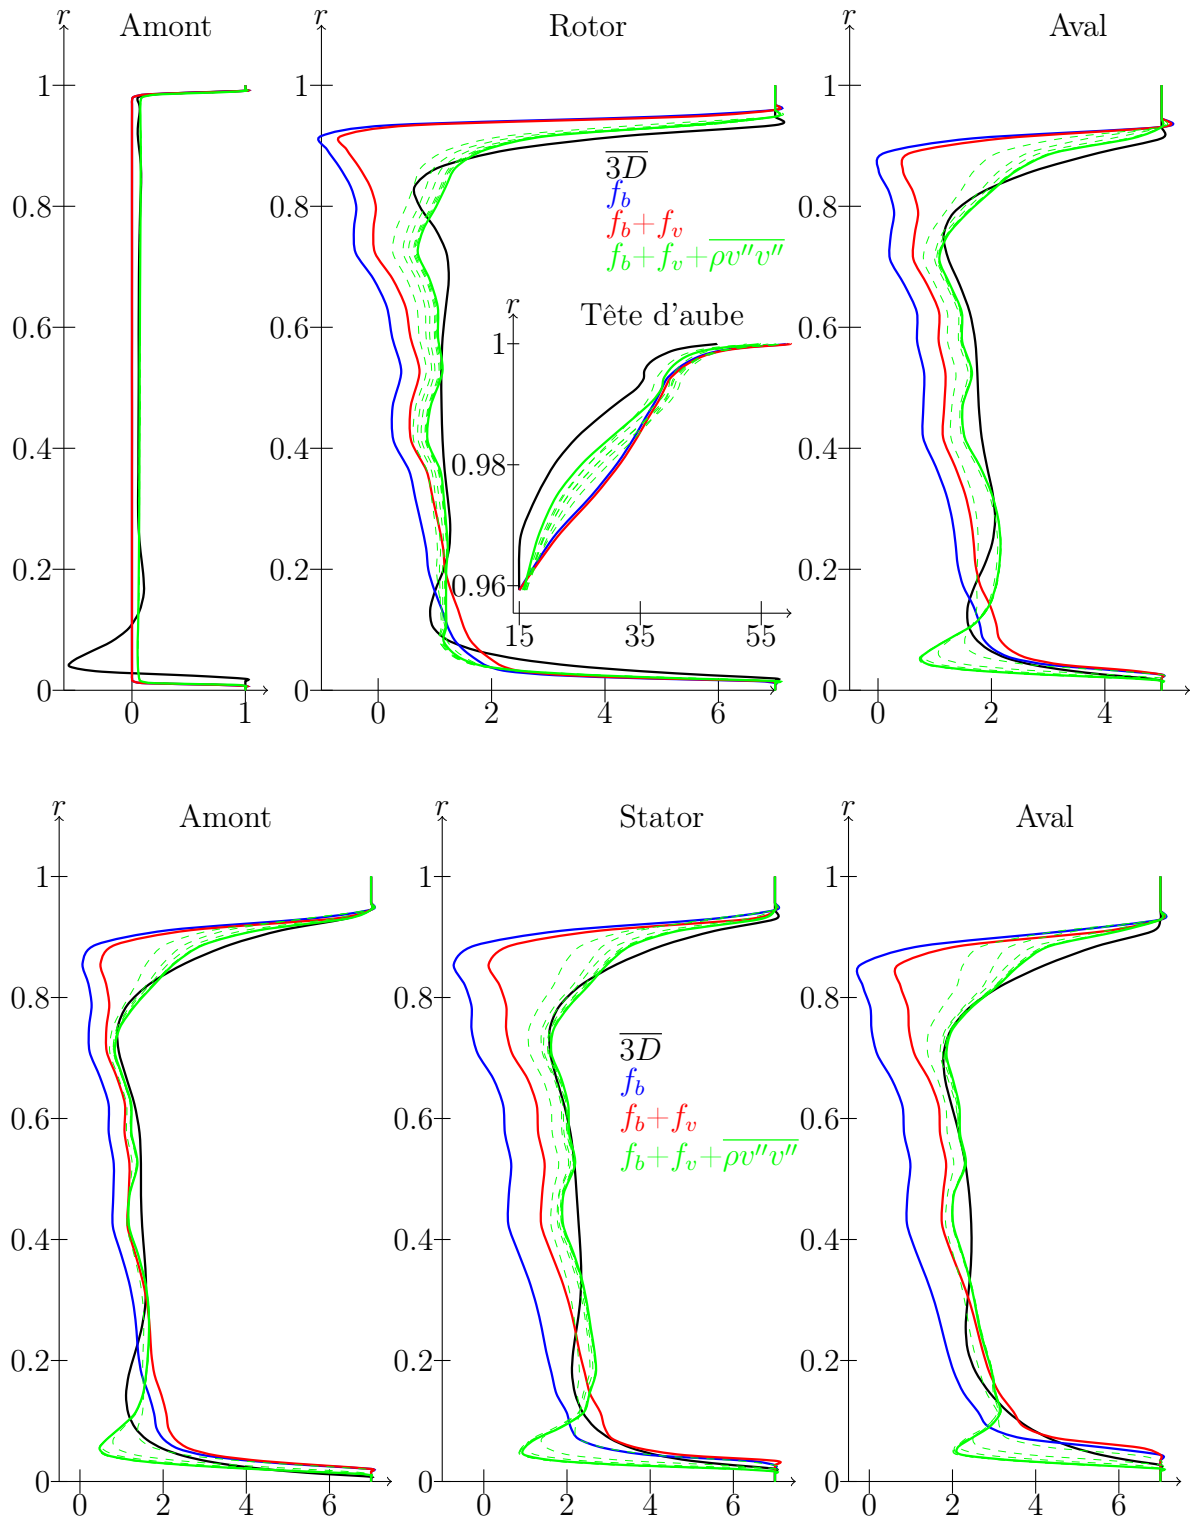 r Amont
1
0.8
0.6
0.4
0.2
0
0 1
r Rotor
1
0.8
0.6
0.4
0.2
0
0 2 4 6
3D
f_b
f_b+f_v
f_b+f_v+ρv″v″
r Tête d'aube
1
0.98
0.96
15 35 55
r Aval
1
0.8
0.6
0.4
0.2
0
0 2 4
r Amont
1
0.8
0.6
0.4
0.2
0
0 2 4 6
r Stator
1
0.8
0.6
0.4
0.2
0
0 2 4 6
3D
f_b
f_b+f_v
f_b+f_v+ρv″v″
r Aval
1
0.8
0.6
0.4
0.2
0
0 2 4 6